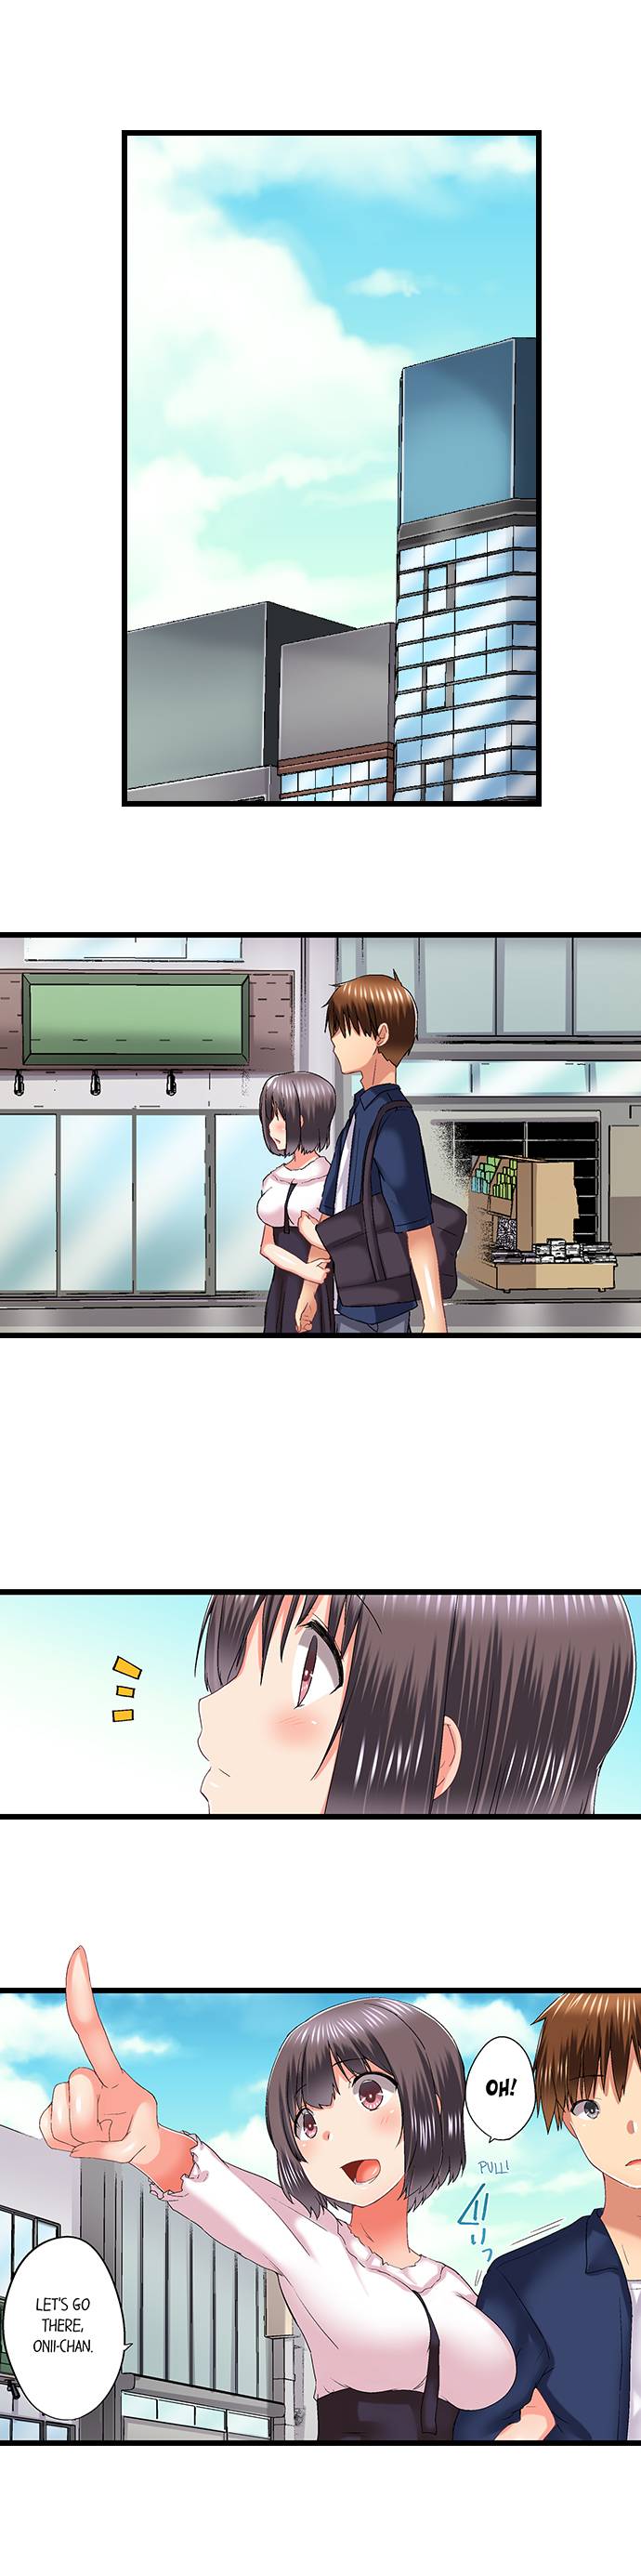 OH!
PULL!
グイッ
LET'S GO
THERE,
ONII-CHAN.